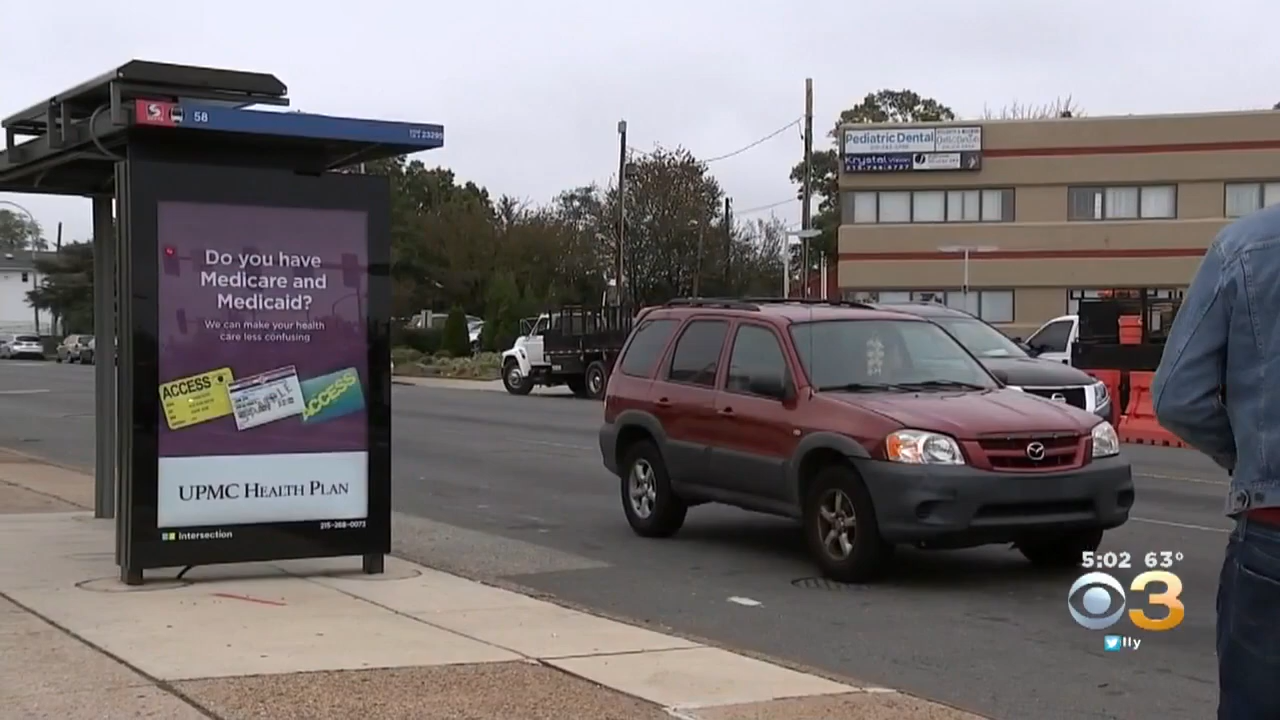 58
Do you have
Medicare and
Medicaid?
We can make your health
care less confusing
ACCESS
ACCESS
UPMC HEALTH PLAN
Intersection
215-268-0073
Pediatric Dental
Krystal Vision
5:02 63°
3
lly